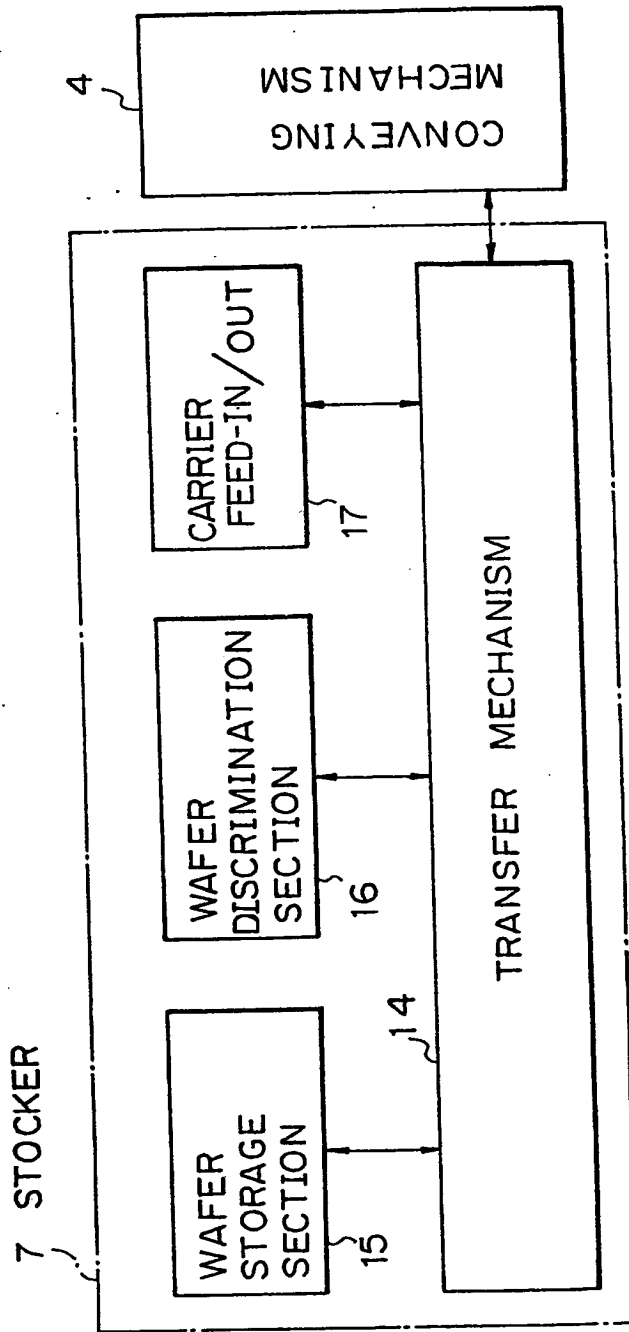 7 STOCKER
WAFER
STORAGE
SECTION
15
WAFER
DISCRIMINATION
SECTION
16
CARRIER
FEED-IN/OUT
17
14
TRANSFER MECHANISM
4
CONVEYING
MECHANISM